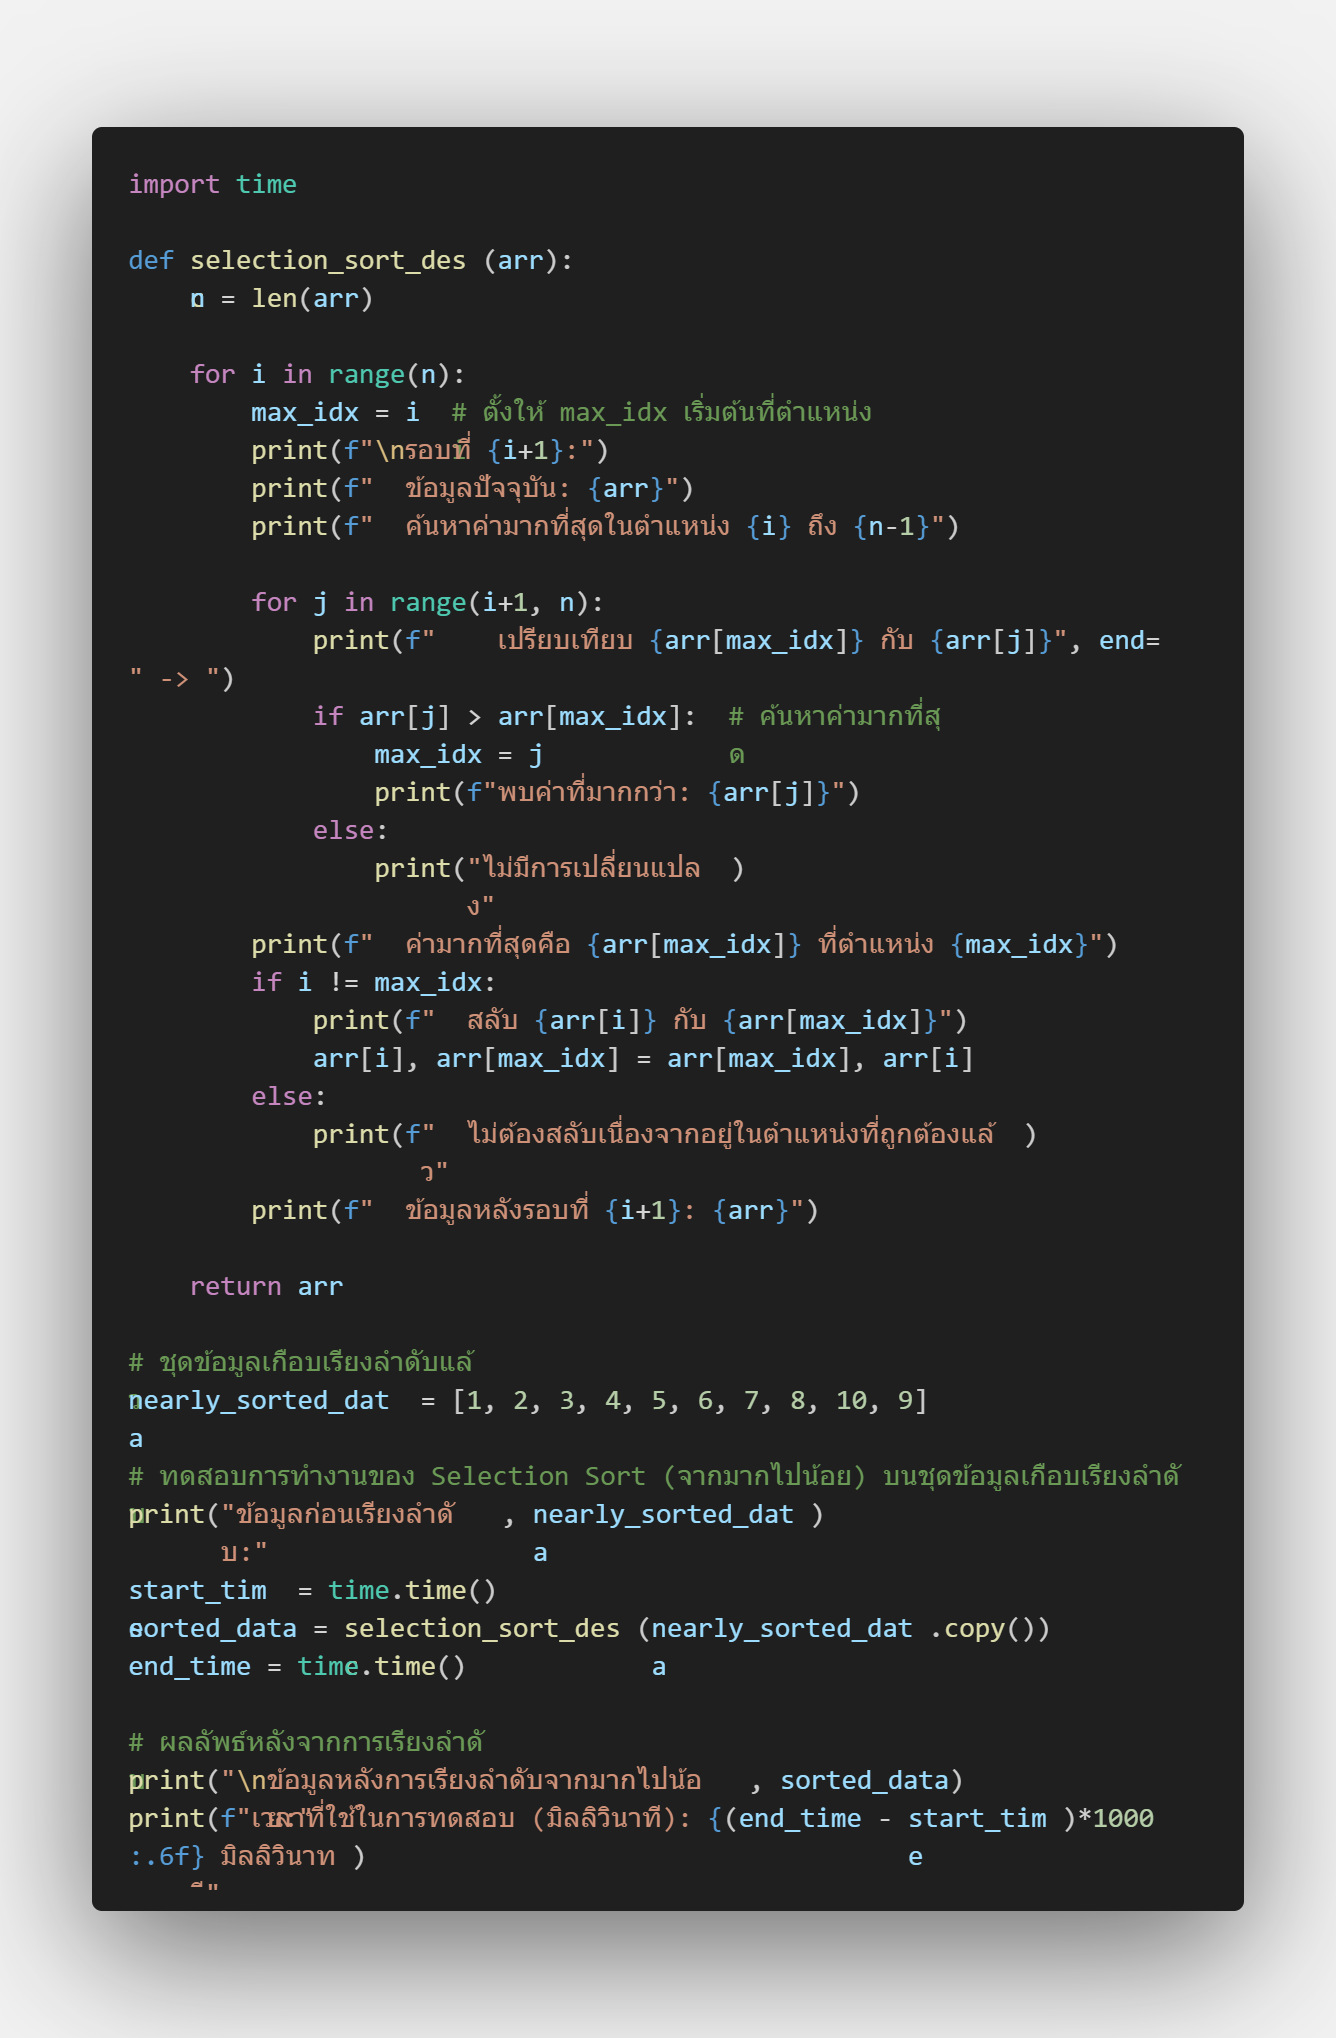 import time

def selection_sort_desc(arr):
    n = len(arr)

    for i in range(n):
        max_idx = i  # ตั้งให้ max_idx เริ่มต้นที่ตำแหน่ง i
        print(f"\nรอบที่ {i+1}:")
        print(f"  ข้อมูลปัจจุบัน: {arr}")
        print(f"  ค้นหาค่ามากที่สุดในตำแหน่ง {i} ถึง {n-1}")

        for j in range(i+1, n):
            print(f"    เปรียบเทียบ {arr[max_idx]} กับ {arr[j]}", end=
" -> ")
            if arr[j] > arr[max_idx]:  # ค้นหาค่ามากที่สุด
                max_idx = j
                print(f"พบค่าที่มากกว่า: {arr[j]}")
            else:
                print("ไม่มีการเปลี่ยนแปลง")
        print(f"  ค่ามากที่สุดคือ {arr[max_idx]} ที่ตำแหน่ง {max_idx}")
        if i != max_idx:
            print(f"  สลับ {arr[i]} กับ {arr[max_idx]}")
            arr[i], arr[max_idx] = arr[max_idx], arr[i]
        else:
            print(f"  ไม่ต้องสลับเนื่องจากอยู่ในตำแหน่งที่ถูกต้องแล้ว")
        print(f"  ข้อมูลหลังรอบที่ {i+1}: {arr}")

    return arr

# ชุดข้อมูลเกือบเรียงลำดับแล้ว
nearly_sorted_data = [1, 2, 3, 4, 5, 6, 7, 8, 10, 9]

# ทดสอบการทำงานของ Selection Sort (จากมากไปน้อย) บนชุดข้อมูลเกือบเรียงลำดับ
print("ข้อมูลก่อนเรียงลำดับ:", nearly_sorted_data)
start_time = time.time()
sorted_data = selection_sort_desc(nearly_sorted_data.copy())
end_time = time.time()

# ผลลัพธ์หลังจากการเรียงลำดับ
print("\nข้อมูลหลังการเรียงลำดับจากมากไปน้อย:", sorted_data)
print(f"เวลาที่ใช้ในการทดสอบ (มิลลิวินาที): {(end_time - start_time)*1000
:.6f} มิลลิวินาที")